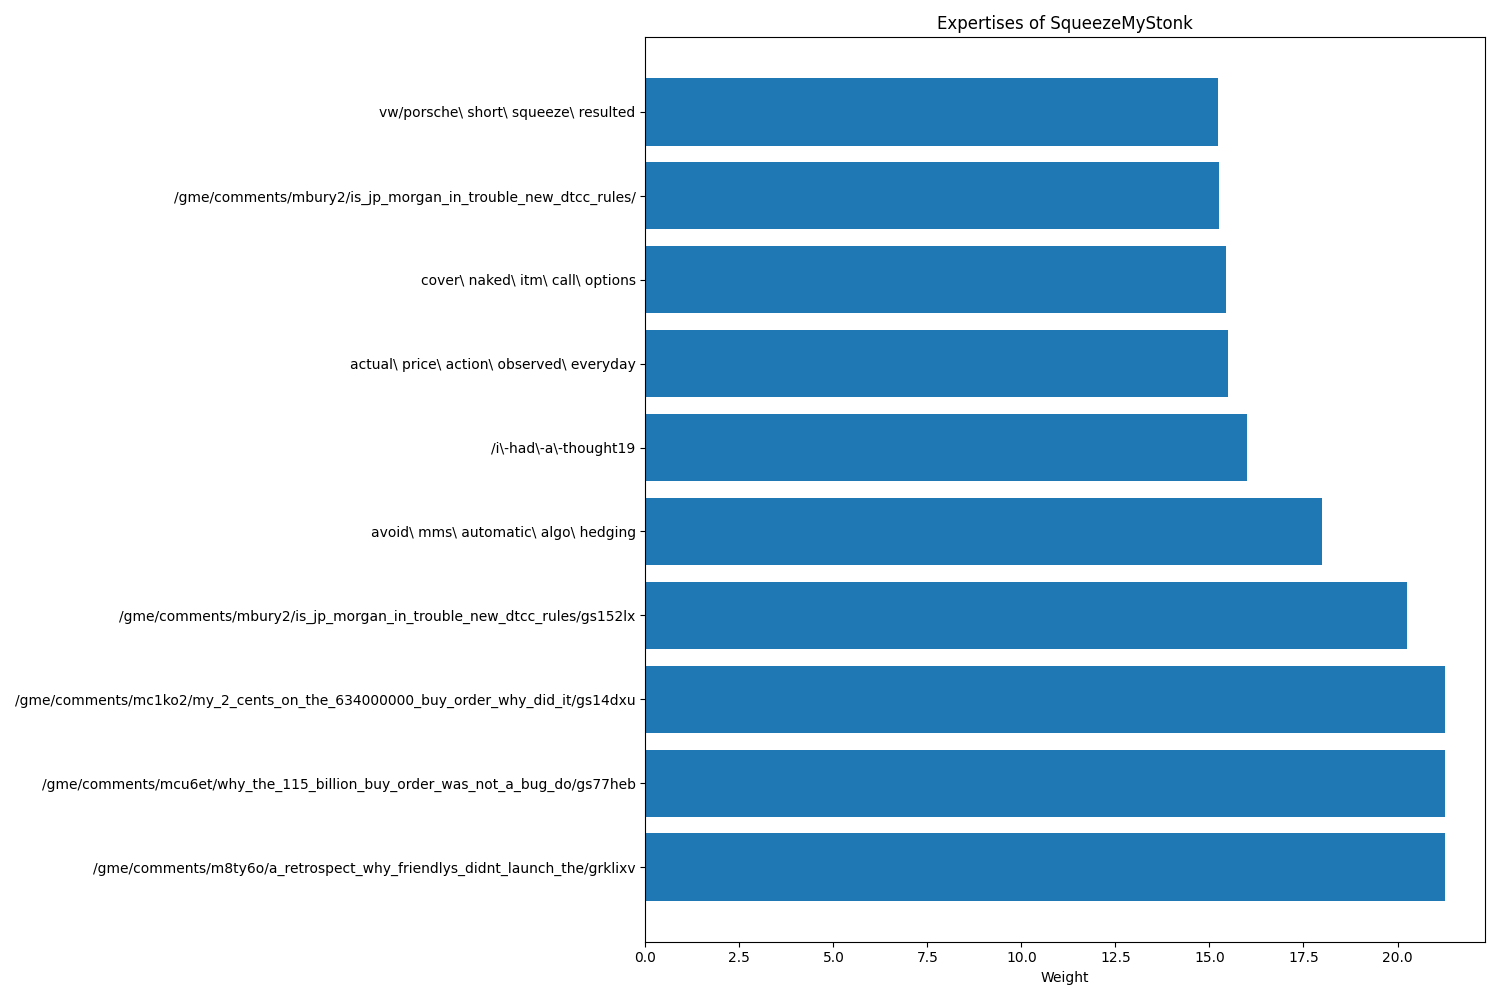 Expertises of SqueezeMyStonk
vw/porsche\ short\ squeeze\ resulted
/gme/comments/mbury2/is_jp_morgan_in_trouble_new_dtcc_rules/
cover\ naked\ itm\ call\ options
actual\ price\ action\ observed\ everyday
/i\-had\-a\-thought19
avoid\ mms\ automatic\ algo\ hedging
/gme/comments/mbury2/is_jp_morgan_in_trouble_new_dtcc_rules/gs152lx
/gme/comments/mc1ko2/my_2_cents_on_the_634000000_buy_order_why_did_it/gs14dxu
/gme/comments/mcu6et/why_the_115_billion_buy_order_was_not_a_bug_do/gs77heb
/gme/comments/m8ty6o/a_retrospect_why_friendlys_didnt_launch_the/grklixv
0.0 2.5 5.0 7.5 10.0 12.5 15.0 17.5 20.0
Weight